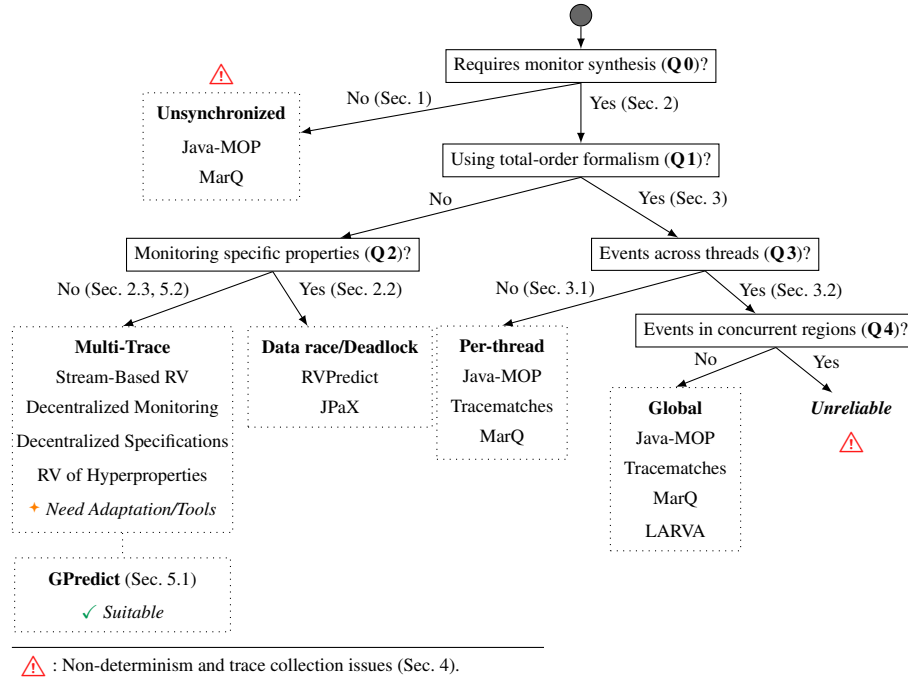 Requires monitor synthesis (Q0)?
No (Sec. 1)
Yes (Sec. 2)
Unsynchronized
Java-MOP
MarQ
Using total-order formalism (Q1)?
No
Yes (Sec. 3)
Monitoring specific properties (Q2)?
Events across threads (Q3)?
No (Sec. 2.3, 5.2)
Yes (Sec. 2.2)
No (Sec. 3.1)
Yes (Sec. 3.2)
Multi-Trace
Stream-Based RV
Decentralized Monitoring
Decentralized Specifications
RV of Hyperproperties
Need Adaptation/Tools
Data race/Deadlock
RVPredict
JPaX
Per-thread
Java-MOP
Tracematches
MarQ
Events in concurrent regions (Q4)?
No
Yes
Global
Java-MOP
Tracematches
MarQ
LARVA
Unreliable
GPredict (Sec. 5.1)
✓ Suitable
: Non-determinism and trace collection issues (Sec. 4).